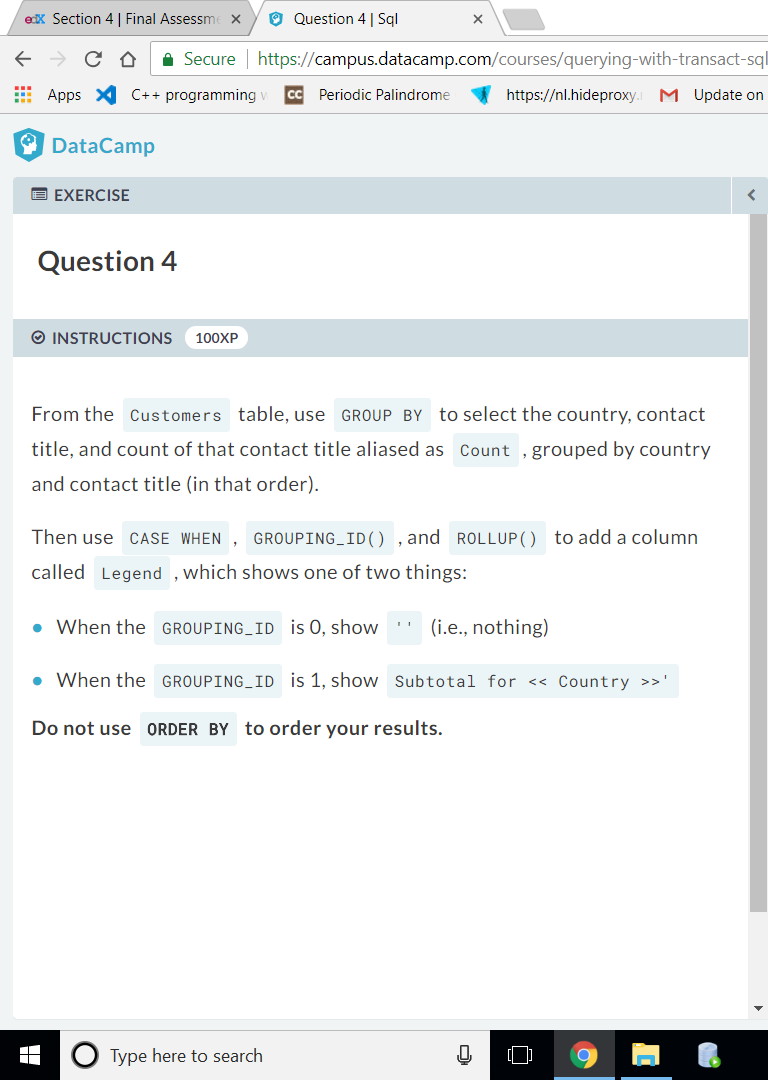 edX Section 4 | Final Assessm
Question 4 | Sql
Secure https://campus.datacamp.com/courses/querying-with-transact-sql
Apps C++ programming CC Periodic Palindrome https://nl.hideproxy. Update on
DataCamp
EXERCISE
Question 4
INSTRUCTIONS 100XP
From the Customers table, use GROUP BY to select the country, contact
title, and count of that contact title aliased as Count , grouped by country
and contact title (in that order).
Then use CASE WHEN , GROUPING_ID() , and ROLLUP() to add a column
called Legend , which shows one of two things:
When the GROUPING_ID is 0, show '' (i.e., nothing)
When the GROUPING_ID is 1, show Subtotal for << Country >>'
Do not use ORDER BY to order your results.
Type here to search